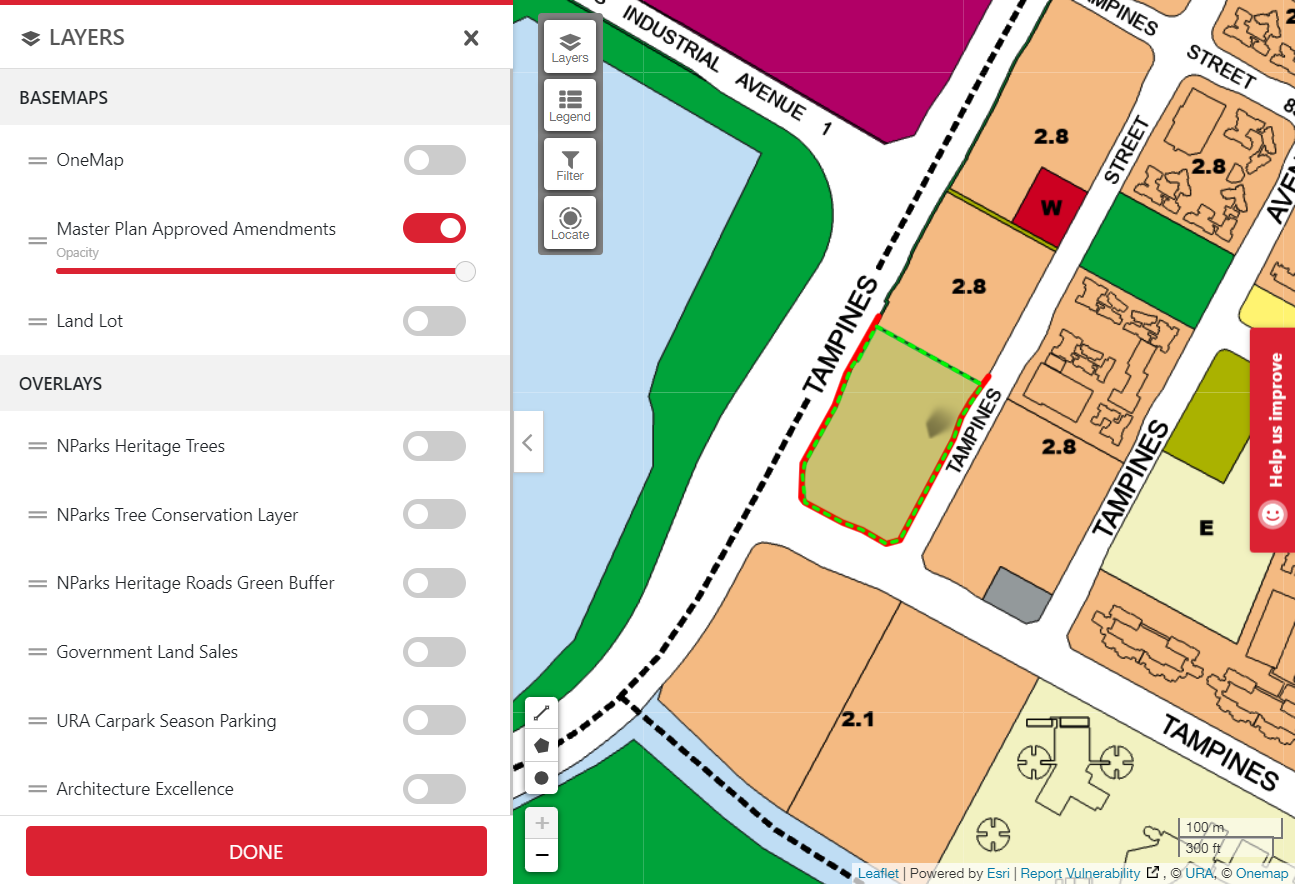 LAYERS
BASEMAPS
OneMap
Master Plan Approved Amendments
Opacity
Land Lot
OVERLAYS
NParks Heritage Trees
NParks Tree Conservation Layer
NParks Heritage Roads Green Buffer
Government Land Sales
URA Carpark Season Parking
Architecture Excellence
DONE
Layers
Legend
Filter
Locate
INDUSTRIAL AVENUE 1
TAMPINES
TAMPINES
STREET 8
STREET
2.8
W
2.8
2.8
TAMPINES
2.8
TAMPINES
TAMPINES
E
2.1
TAMPINES
Help us improve
100 m
300 ft
Leaflet | Powered by Esri | Report Vulnerability , © URA, © Onemap